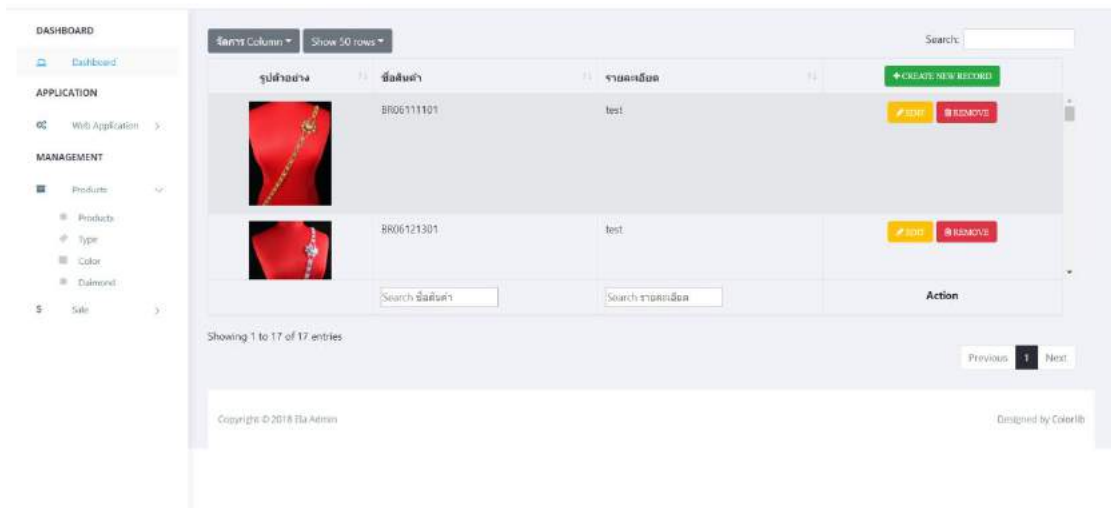 DASHBOARD
Dashboard
APPLICATION
Web Application
MANAGEMENT
Products
Products
Type
Color
Daimond
Sale
จัดการ Column
Show 50 rows
Search:
รูปตัวอย่าง
ชื่อสินค้า
รายละเอียด
CREATE NEW RECORD
BR06111101
test
EDIT
REMOVE
BR06121301
test
EDIT
REMOVE
Search ชื่อสินค้า
Search รายละเอียด
Action
Showing 1 to 17 of 17 entries
Previous 1 Next
Copyright © 2018 Ela Admin
Designed by Colorlib